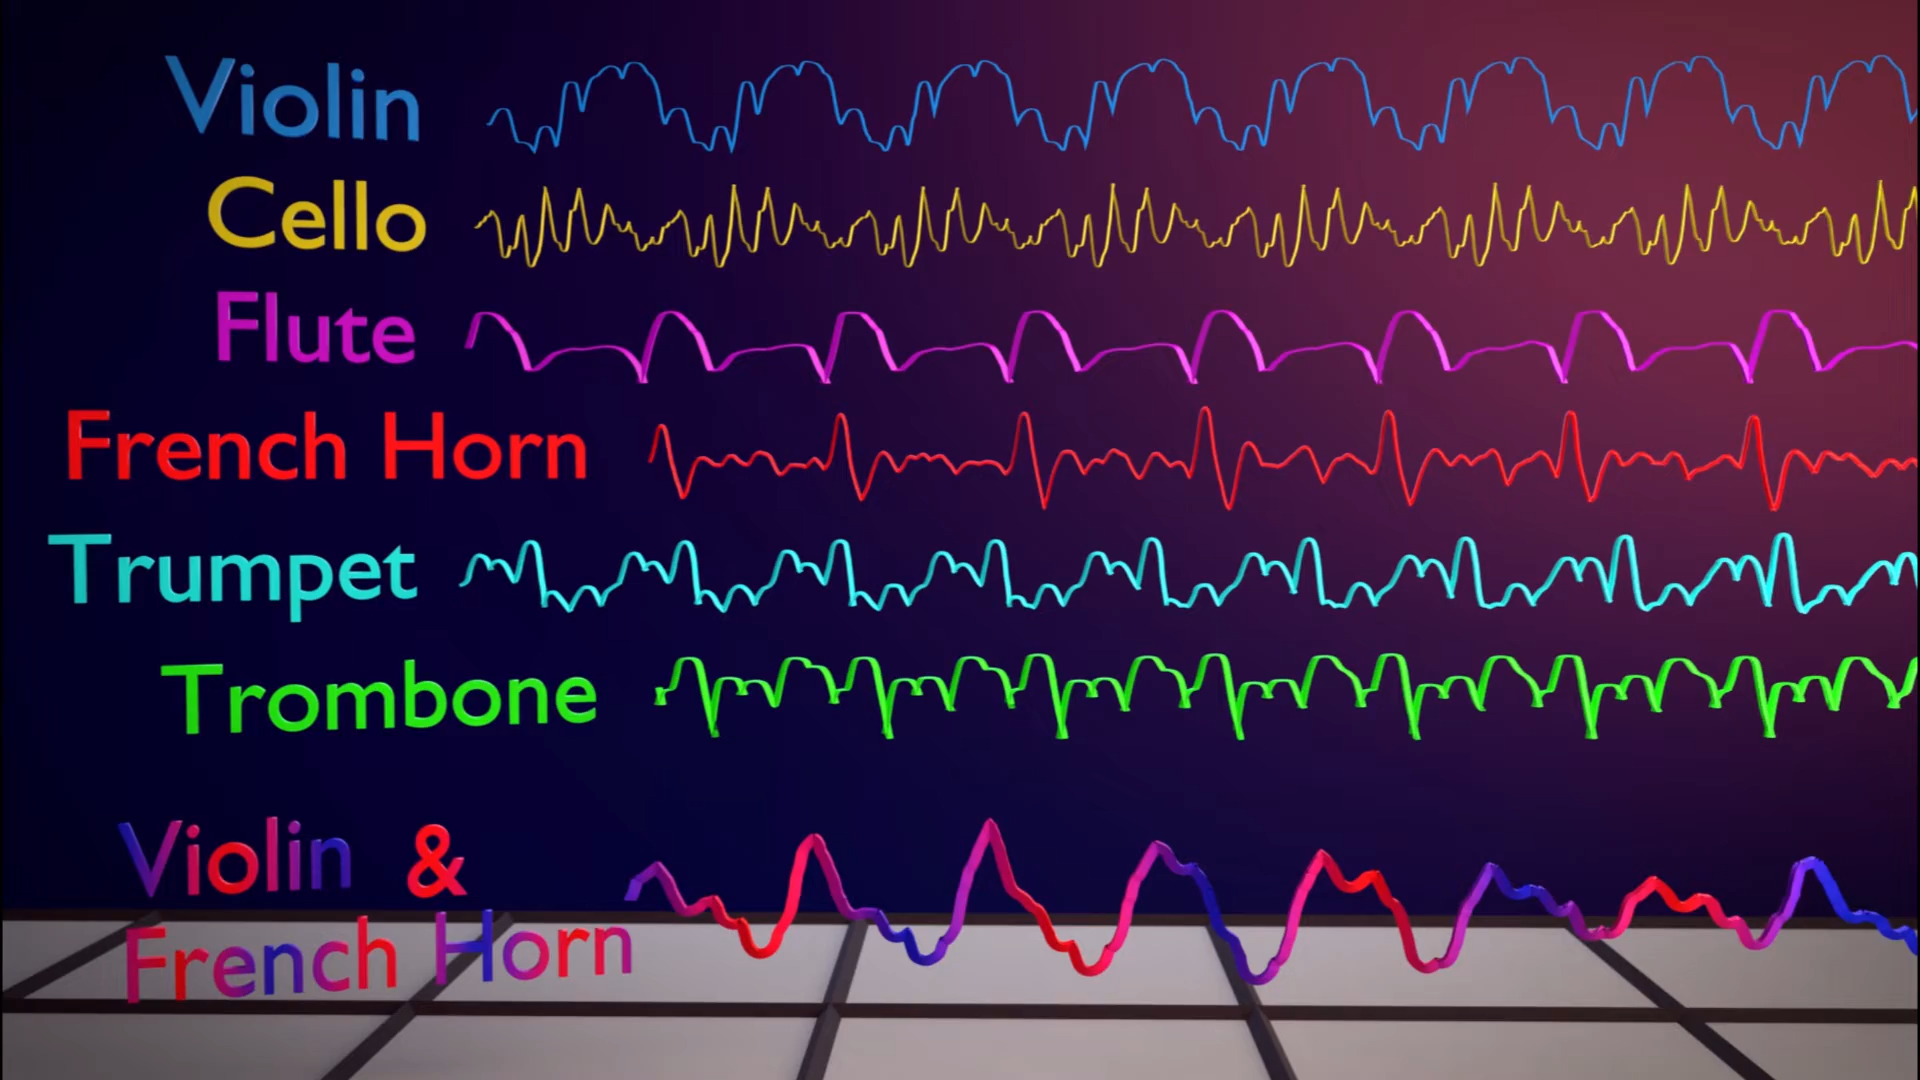 Violin
Cello
Flute
French Horn
Trumpet
Trombone
Violin &
French Horn